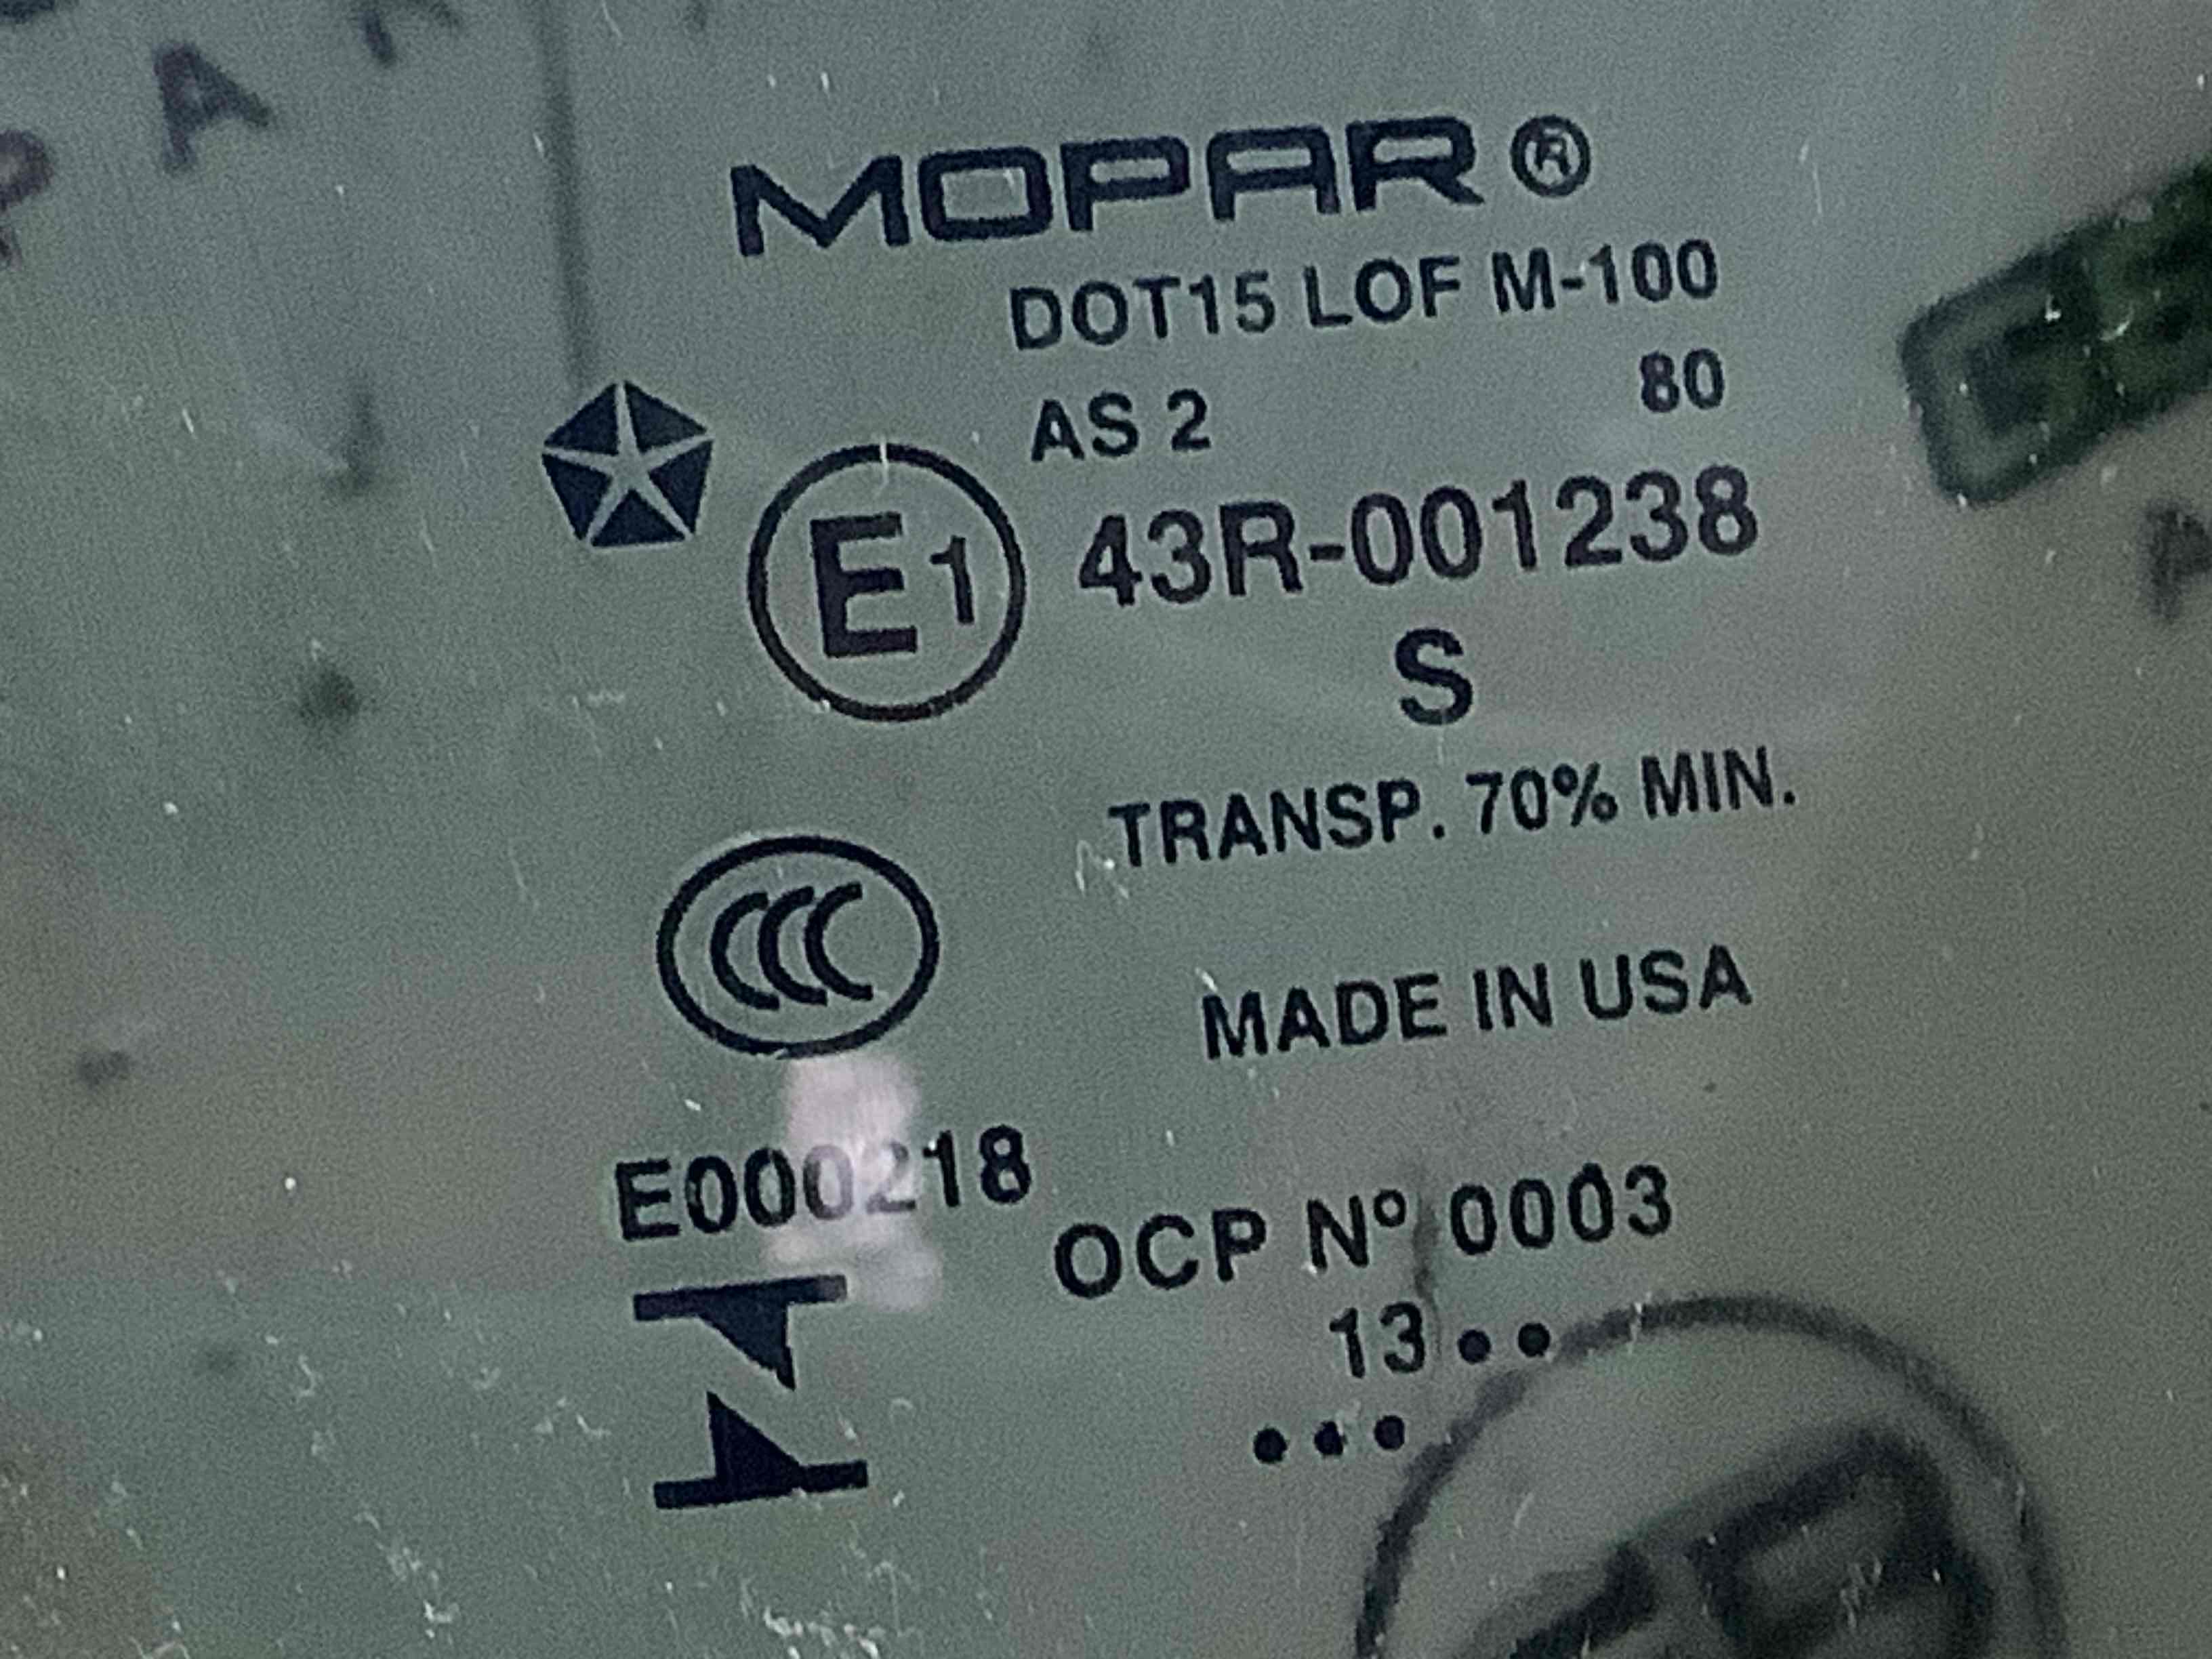 MOPAR®
DOT15 LOF M-100
AS 2 80
E1 43R-001238
S
TRANSP. 70% MIN.
CCC
MADE IN USA
E000218
OCP Nº 0003
13••
•••